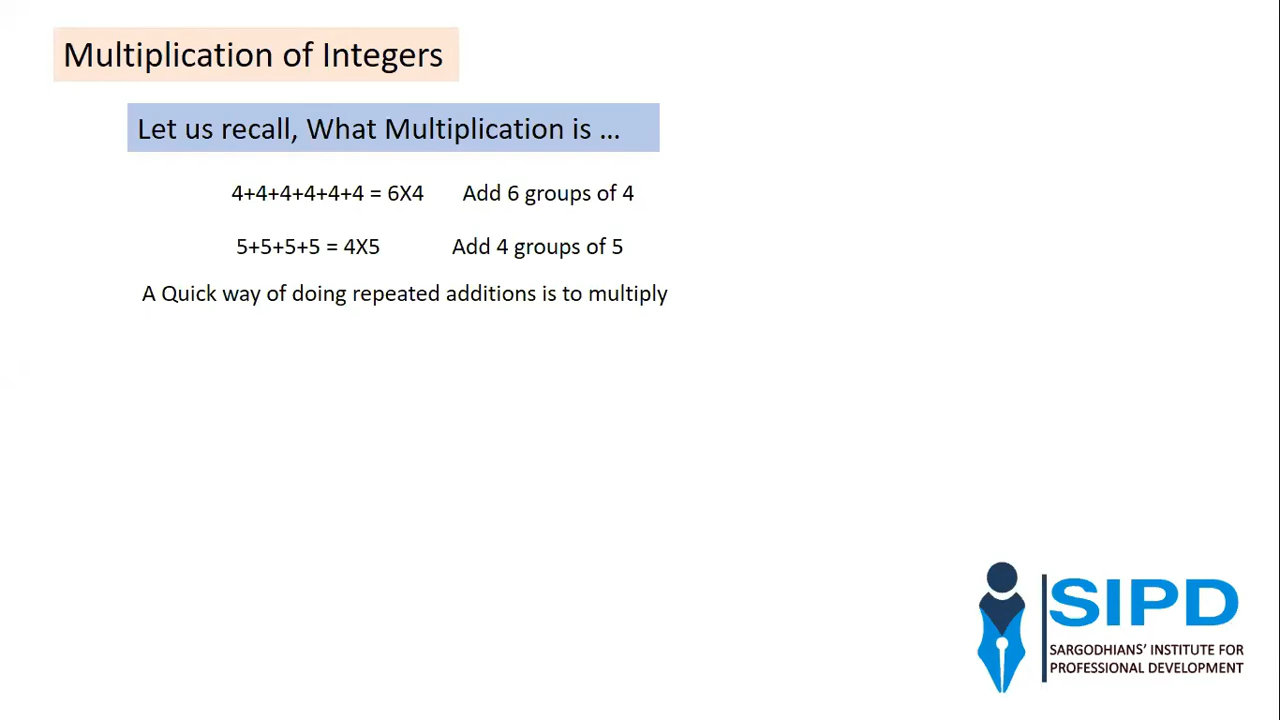 Multiplication of Integers
Let us recall, What Multiplication is ...
4+4+4+4+4+4 = 6X4 Add 6 groups of 4
5+5+5+5 = 4X5 Add 4 groups of 5
A Quick way of doing repeated additions is to multiply
SIPD
SARGODHIANS' INSTITUTE FOR
PROFESSIONAL DEVELOPMENT